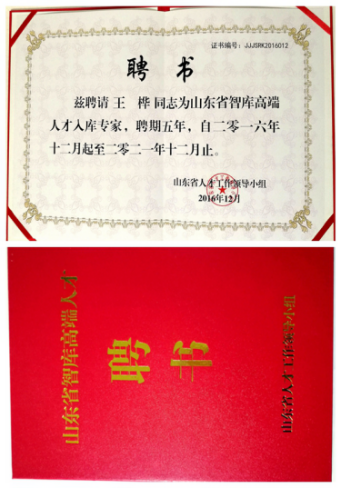 证书编号：JJJSRK2016012
聘 书
兹聘请 王 桦 同志为山东省智库高端
人才入库专家，聘期五年，自二零一六年
十二月起至二零二一年十二月止。
山东省人才工作领导小组
2016年12月
山东省智库高端人才
聘书
山东省人才工作领导小组